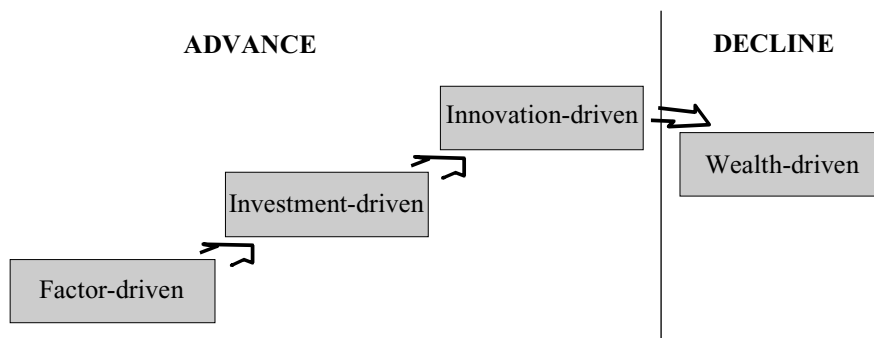 ADVANCE
DECLINE
Innovation-driven
Wealth-driven
Investment-driven
Factor-driven